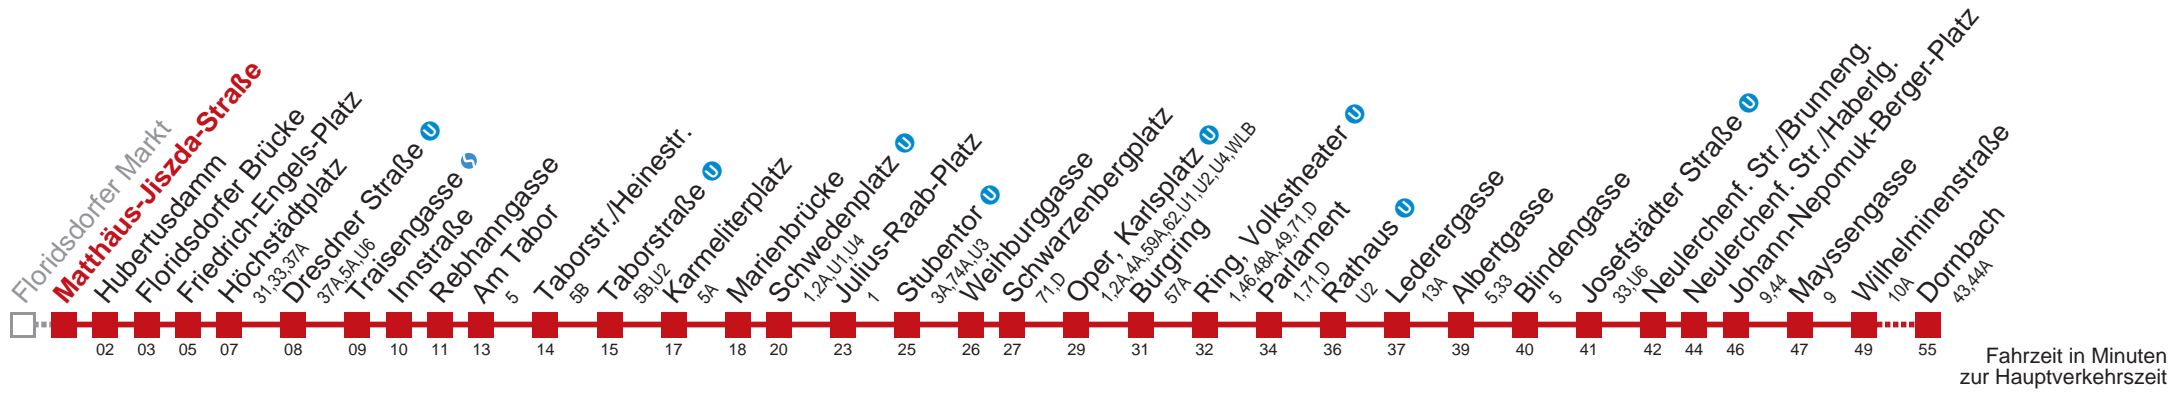 Floridsdorfer Markt
Matthäus-Jiszda-Straße
Hubertusdamm
Floridsdorfer Brücke
Friedrich-Engels-Platz
Höchstädtplatz
31,33,37A
Dresdner Straße U
37A,5A,U6
Traisengasse S
Innstraße
Rebhanngasse
Am Tabor
5
Taborstr./Heinestr.
5B
Taborstraße U
5B,U2
Karmeliterplatz
5A
Marienbrücke
Schwedenplatz U
1,2A,U1,U4
Julius-Raab-Platz
1
Stubentor U
3A,74A,U3
Weihburggasse
Schwarzenbergplatz
71,D
Oper, Karlsplatz U
1,2A,4A,59A,62,U1,U2,U4,WLB
Burgring
57A
Ring, Volkstheater U
1,46,48A,49,71,D
Parlament
1,71,D
Rathaus U
U2
Lederergasse
13A
Albertgasse
5,33
Blindengasse
5
Josefstädter Straße U
33,U6
Neulerchenf. Str./Brunneng.
Neulerchenf. Str./Haberlg.
Johann-Nepomuk-Berger-Platz
9,44
Mayssengasse
9
Wilhelminenstraße
10A
Dornbach
43,44A
02 03 05 07 08 09 10 11 13 14 15 17 18 20 23 25 26 27 29 31 32 34 36 37 39 40 41 42 44 46 47 49 55
Fahrzeit in Minuten
zur Hauptverkehrszeit